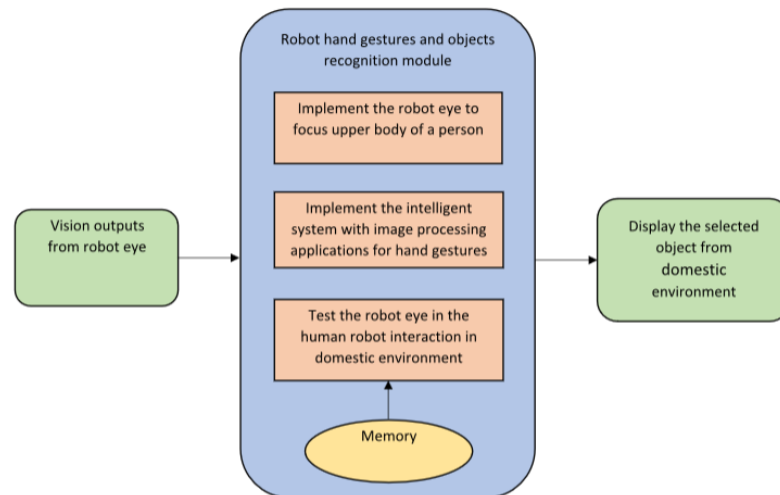 Robot hand gestures and objects
recognition module
Implement the robot eye to
focus upper body of a person
Vision outputs
from robot eye
Implement the intelligent
system with image processing
applications for hand gestures
Display the selected
object from
domestic
environment
Test the robot eye in the
human robot interaction in
domestic environment
Memory